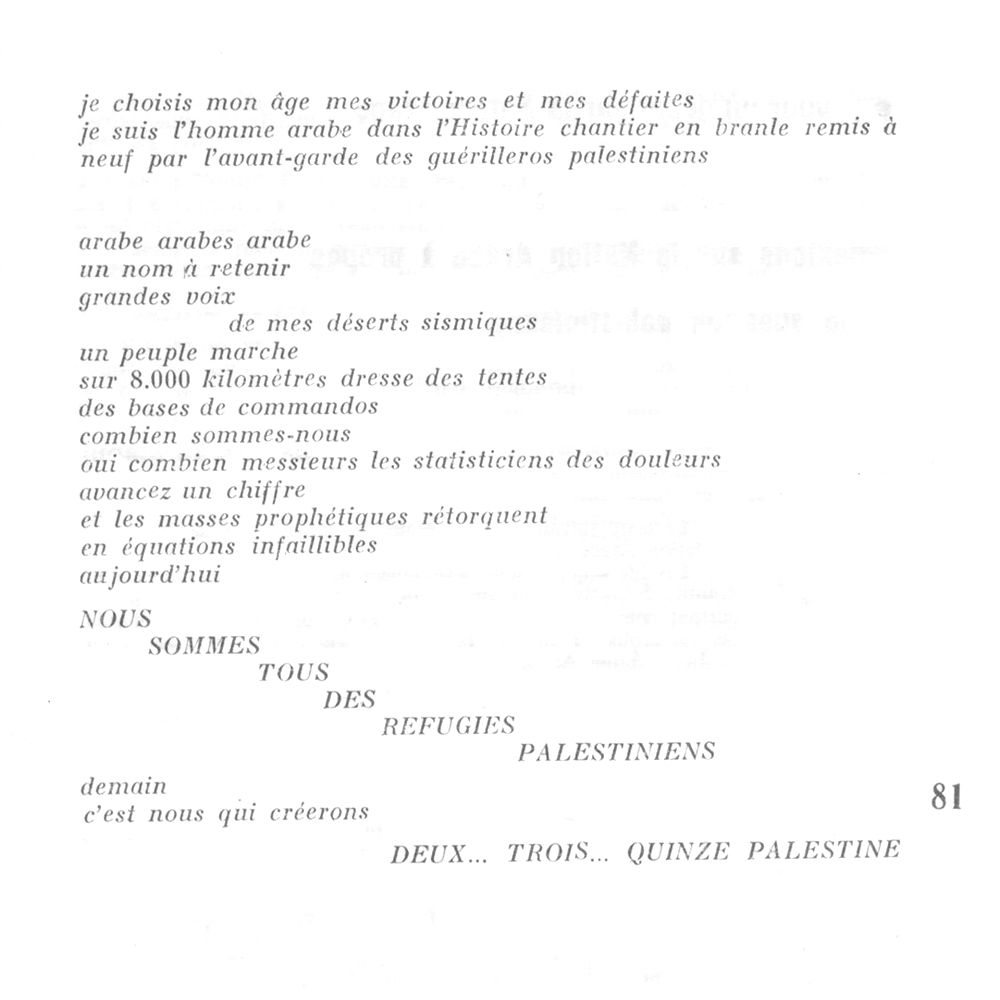 je choisis mon âge mes victoires et mes défaites
je suis l'homme arabe dans l'Histoire chantier en branle remis à
neuf par l'avant-garde des guérilleros palestiniens
arabe arabes arabe
un nom à retenir
grandes voix
de mes déserts sismiques
un peuple marche
sur 8.000 kilomètres dresse des tentes
des bases de commandos
combien sommes-nous
oui combien messieurs les statisticiens des douleurs
avancez un chiffre
et les masses prophétiques rétorquent
en équations infaillibles
aujourd'hui
NOUS
SOMMES
TOUS
DES
REFUGIES
PALESTINIENS
demain
c'est nous qui créerons
81
DEUX... TROIS... QUINZE PALESTINE